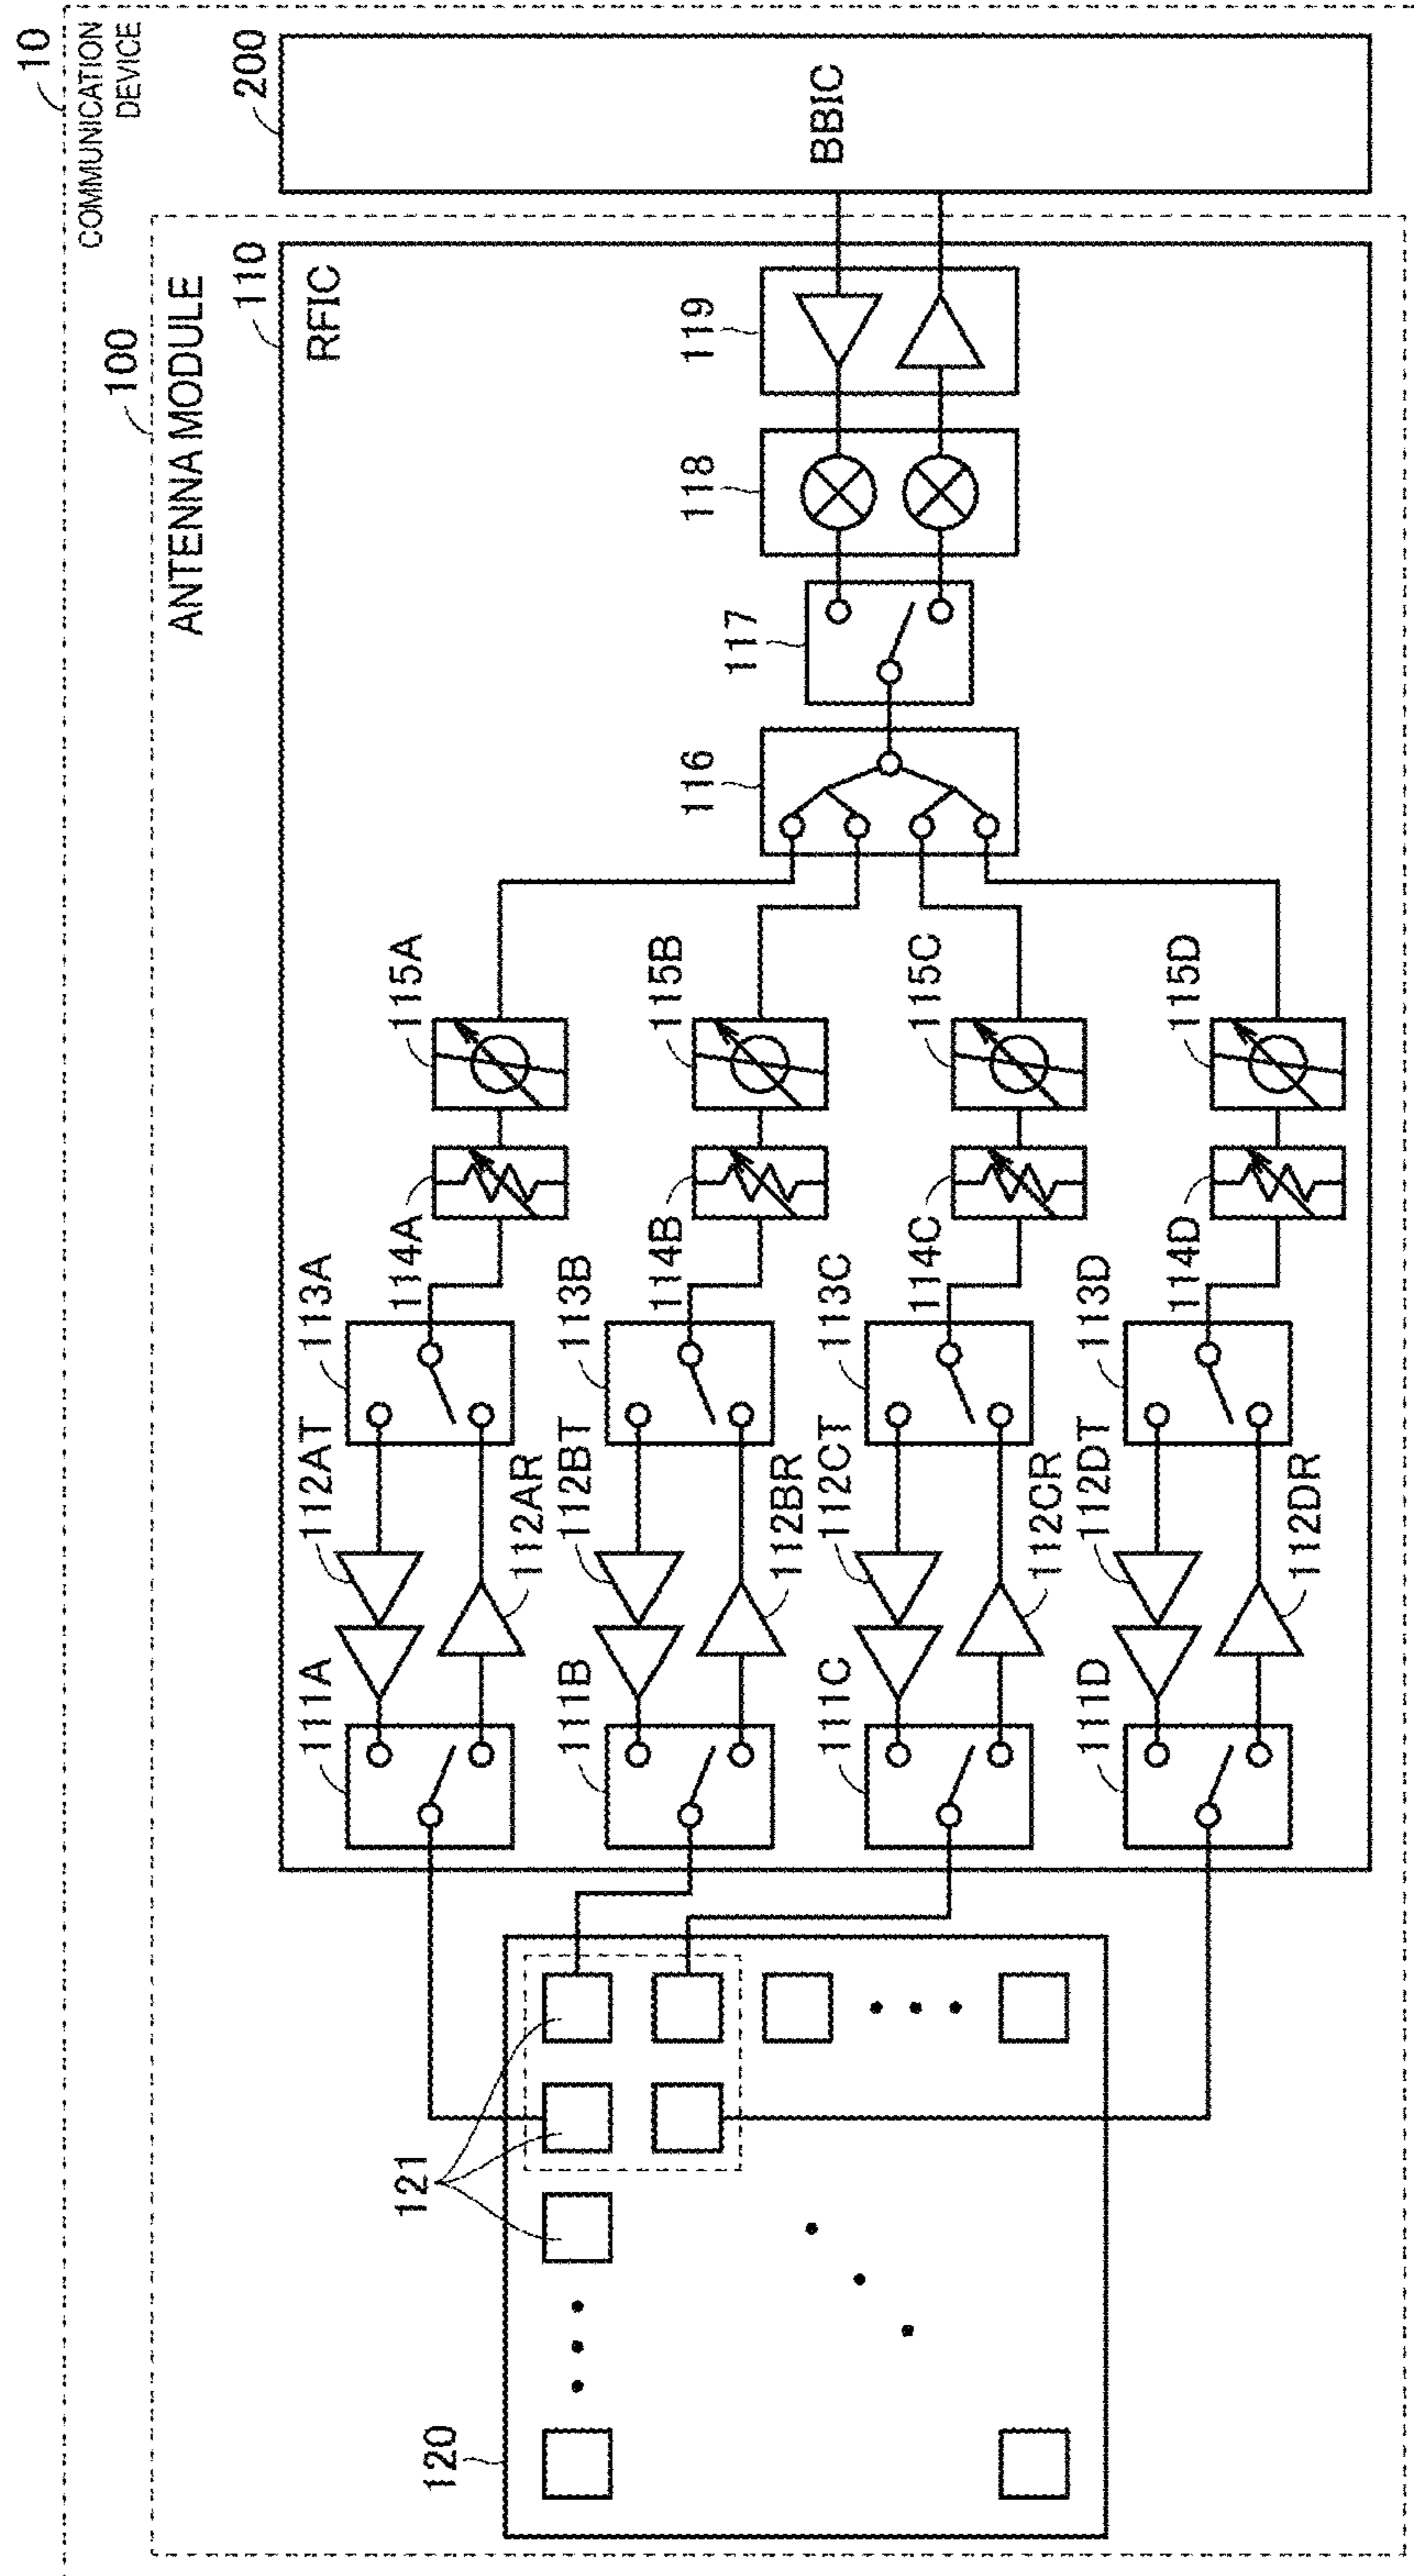 10
COMMUNICATION
DEVICE
100
ANTENNA MODULE
200
BBIC
110
RFIC
111A
112AT
113A
114A
115A
112AR
111B
112BT
113B
114B
115B
112BR
116
117
118
119
111C
112CT
113C
114C
115C
112CR
111D
112DT
113D
114D
115D
112DR
120
121